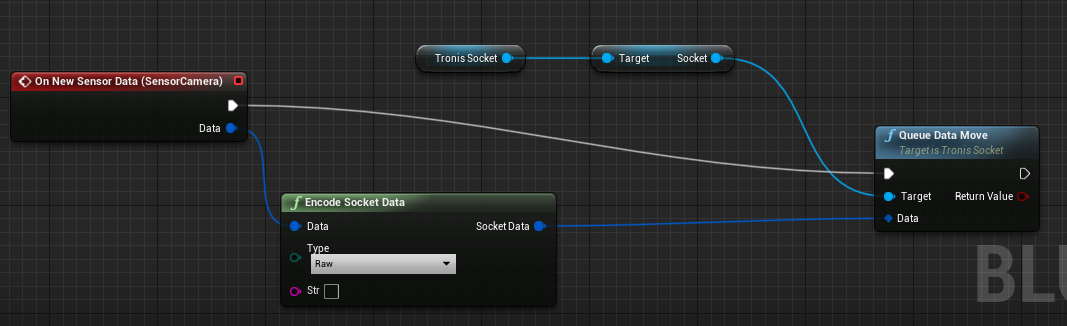 Tronis Socket
Target Socket
On New Sensor Data (SensorCamera)
Data
Queue Data Move
Target is Tronis Socket
Target Return Value
Data
Encode Socket Data
Data Socket Data
Type
Raw
Str
BLU